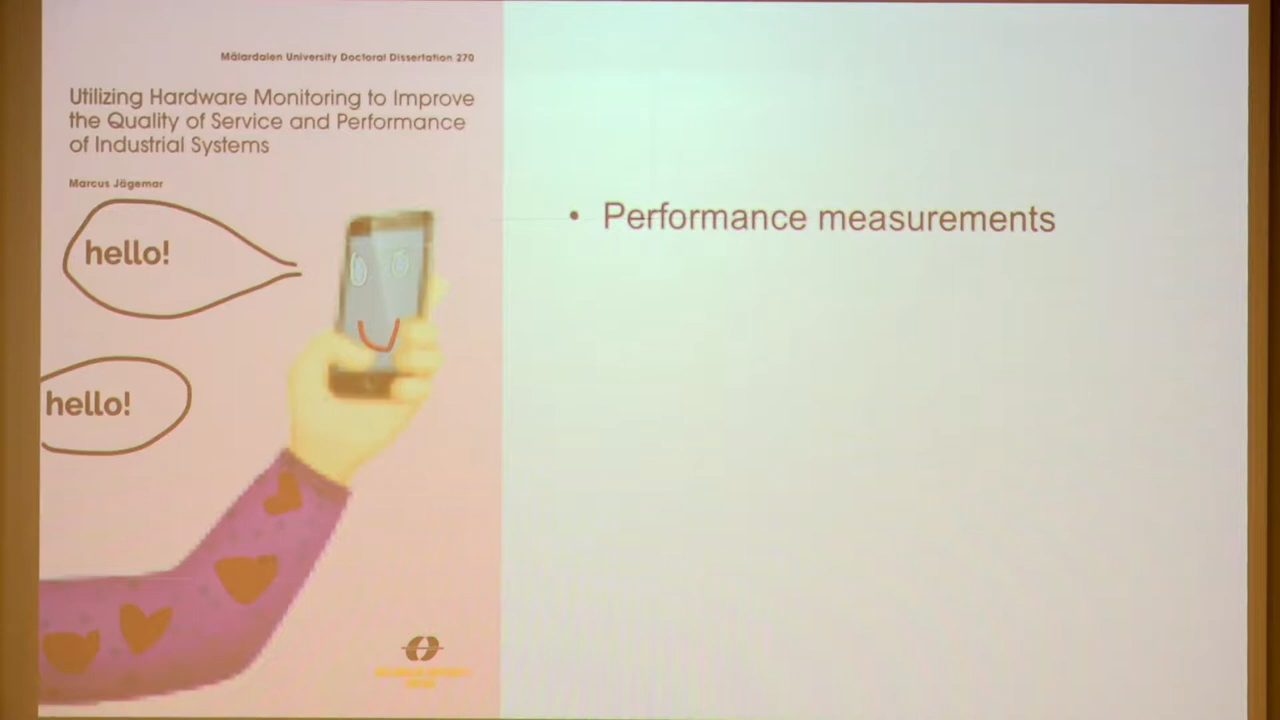 Mälardalen University Doctoral Dissertation 270
Utilizing Hardware Monitoring to Improve
the Quality of Service and Performance
of Industrial Systems
Marcus Jägemar
hello!
hello!
• Performance measurements